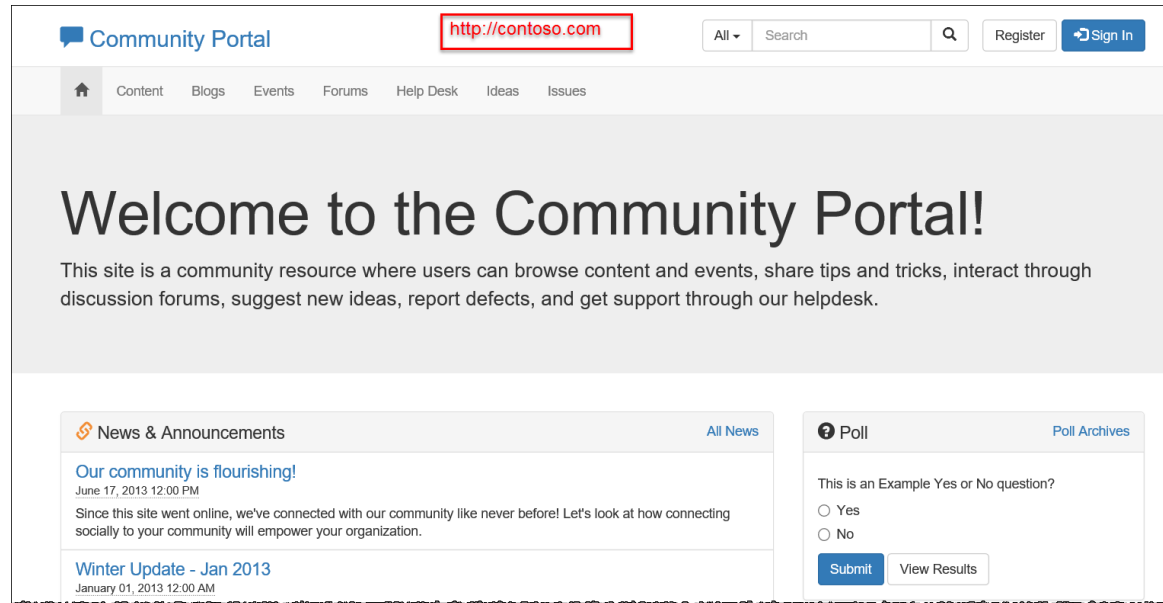 Community Portal
http://contoso.com
All
Search
Register
Sign In
Content
Blogs
Events
Forums
Help Desk
Ideas
Issues
Welcome to the Community Portal!
This site is a community resource where users can browse content and events, share tips and tricks, interact through
discussion forums, suggest new ideas, report defects, and get support through our helpdesk.
News & Announcements
All News
Our community is flourishing!
June 17, 2013 12:00 PM
Since this site went online, we've connected with our community like never before! Let's look at how connecting
socially to your community will empower your organization.
Winter Update - Jan 2013
January 01, 2013 12:00 AM
Poll
Poll Archives
This is an Example Yes or No question?
Yes
No
Submit
View Results